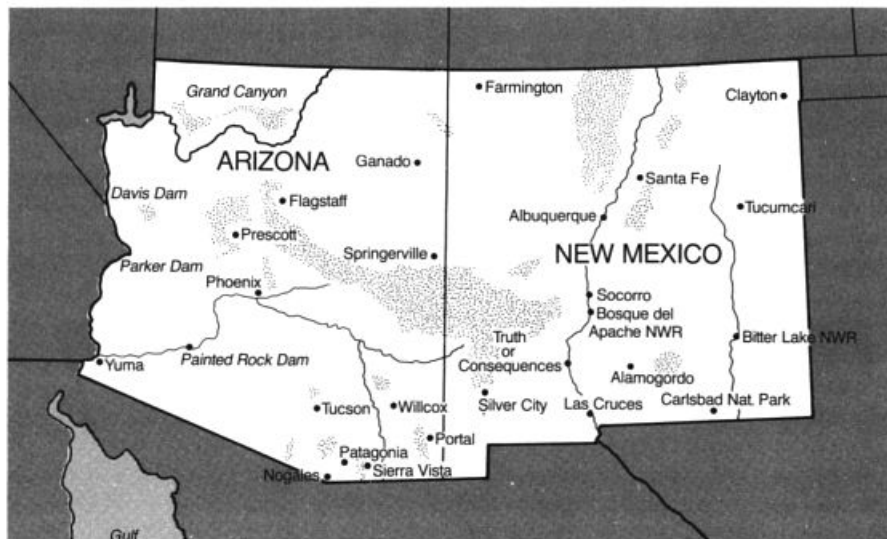 Grand Canyon
Farmington
Clayton
ARIZONA
Ganado
Santa Fe
Davis Dam
Flagstaff
Albuquerque
Tucumcari
Prescott
Springerville
NEW MEXICO
Parker Dam
Phoenix
Socorro
Bosque del
Apache NWR
Truth
or
Consequences
Bitter Lake NWR
Yuma
Painted Rock Dam
Alamogordo
Tucson
Willcox
Silver City
Las Cruces
Carlsbad Nat. Park
Portal
Patagonia
Sierra Vista
Nogales
Gulf